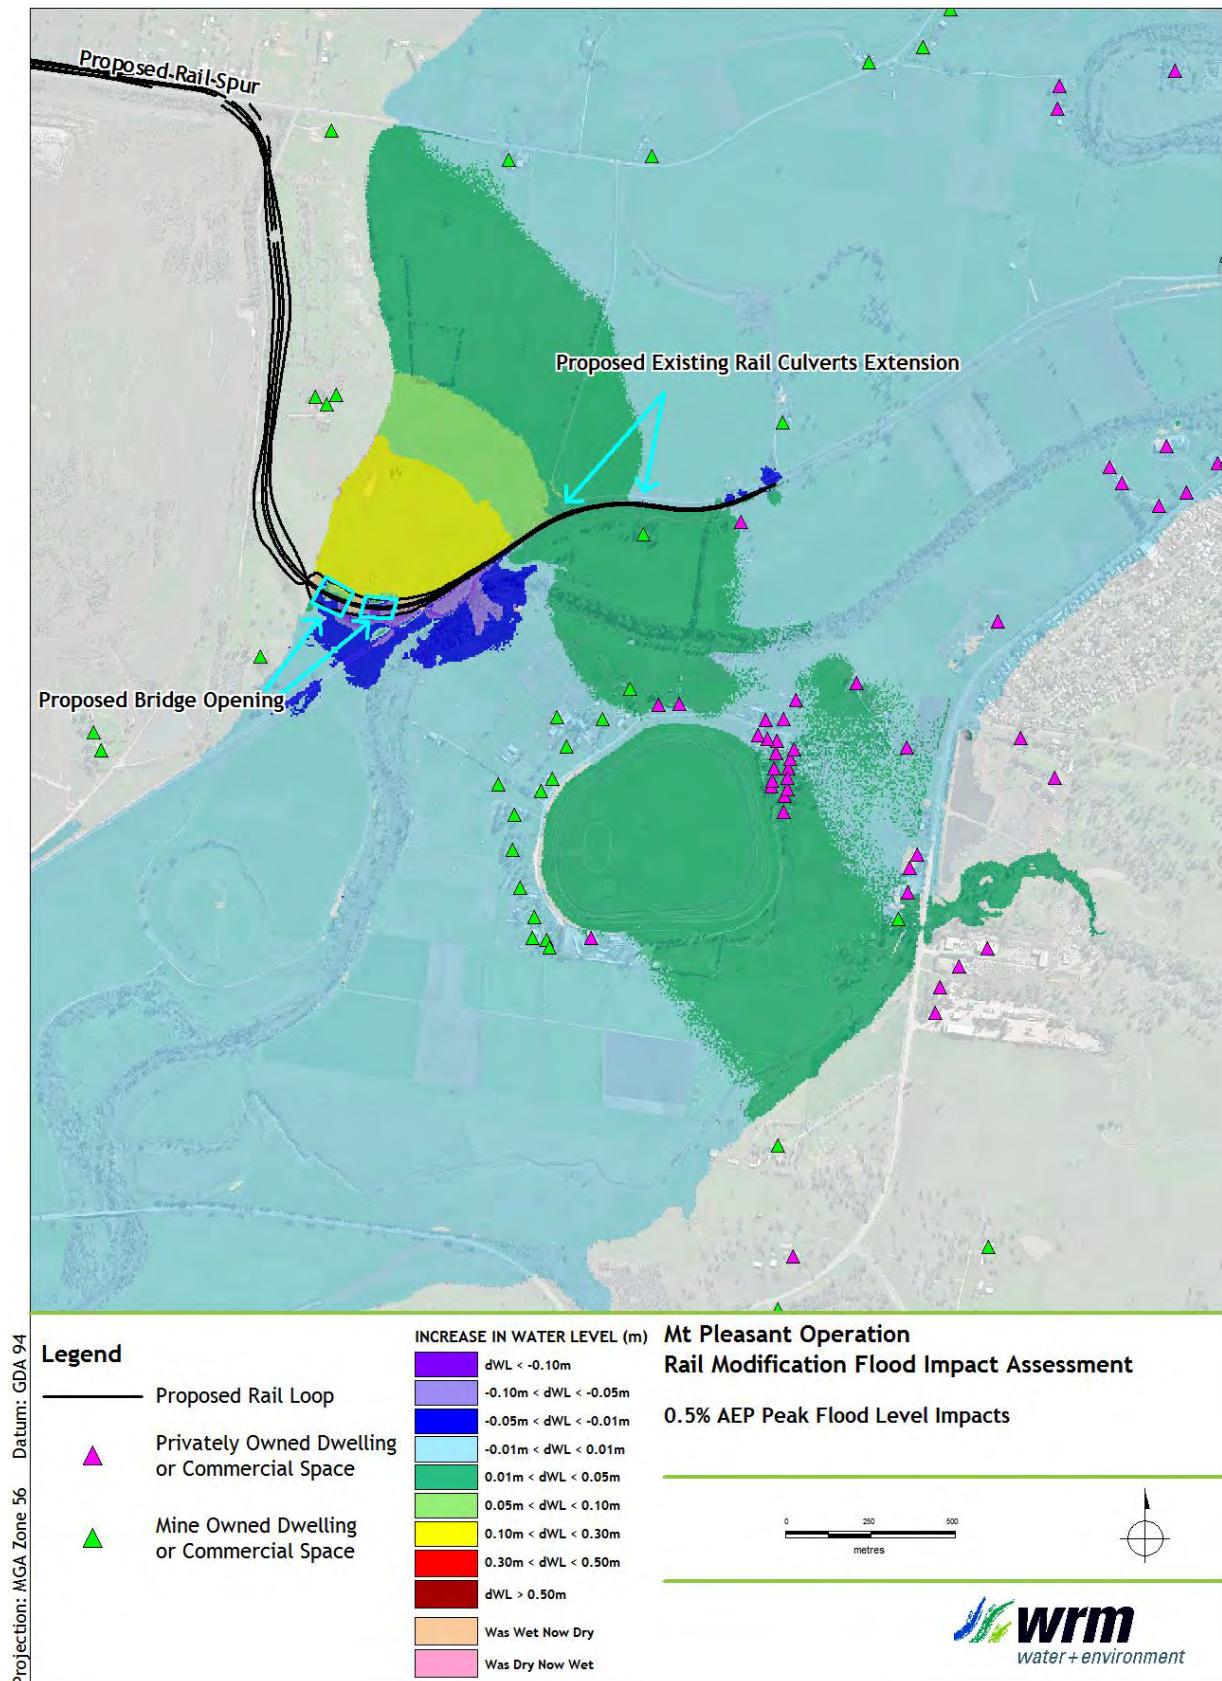 Proposed Rail Spur
Proposed Existing Rail Culverts Extension
Proposed Bridge Opening
Projection: MGA Zone 56 Datum: GDA 94
Legend
Proposed Rail Loop
Privately Owned Dwelling
or Commercial Space
Mine Owned Dwelling
or Commercial Space
INCREASE IN WATER LEVEL (m)
dWL < -0.10m
-0.10m < dWL < -0.05m
-0.05m < dWL < -0.01m
-0.01m < dWL < 0.01m
0.01m < dWL < 0.05m
0.05m < dWL < 0.10m
0.10m < dWL < 0.30m
0.30m < dWL < 0.50m
dWL > 0.50m
Was Wet Now Dry
Was Dry Now Wet
Mt Pleasant Operation
Rail Modification Flood Impact Assessment
0.5% AEP Peak Flood Level Impacts
0 250 500
metres
wrm
water+environment